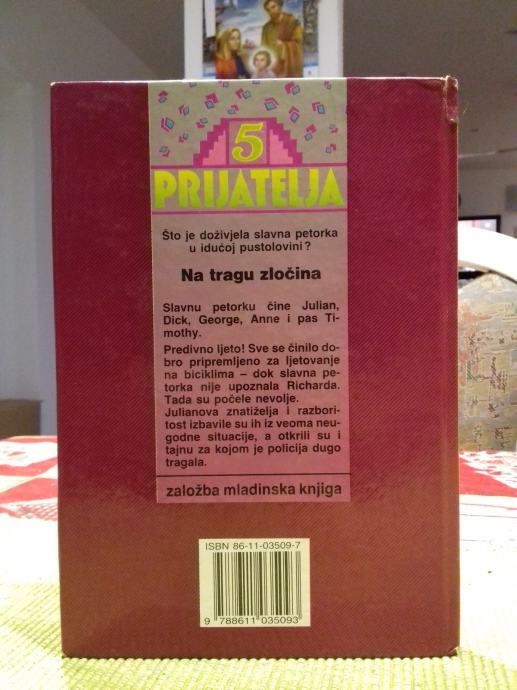 5
PRIJATELJA
Što je doživjela slavna petorka
u idućoj pustolovini?
Na tragu zločina
Slavnu petorku čine Julian,
Dick, George, Anne i pas Ti-
mothy.
Predivno ljeto! Sve se činilo do-
bro pripremljeno za ljetovanje
na biciklima – dok slavna pe-
torka nije upoznala Richarda.
Tada su počele nevolje.
Julianova znatiželja i razbori-
tost izbavile su ih iz veoma neu-
godne situacije, a otkrili su i
tajnu za kojom je policija dugo
tragala.
založba mladinska knjiga
ISBN 86-11-03509-7
9 788611 035093